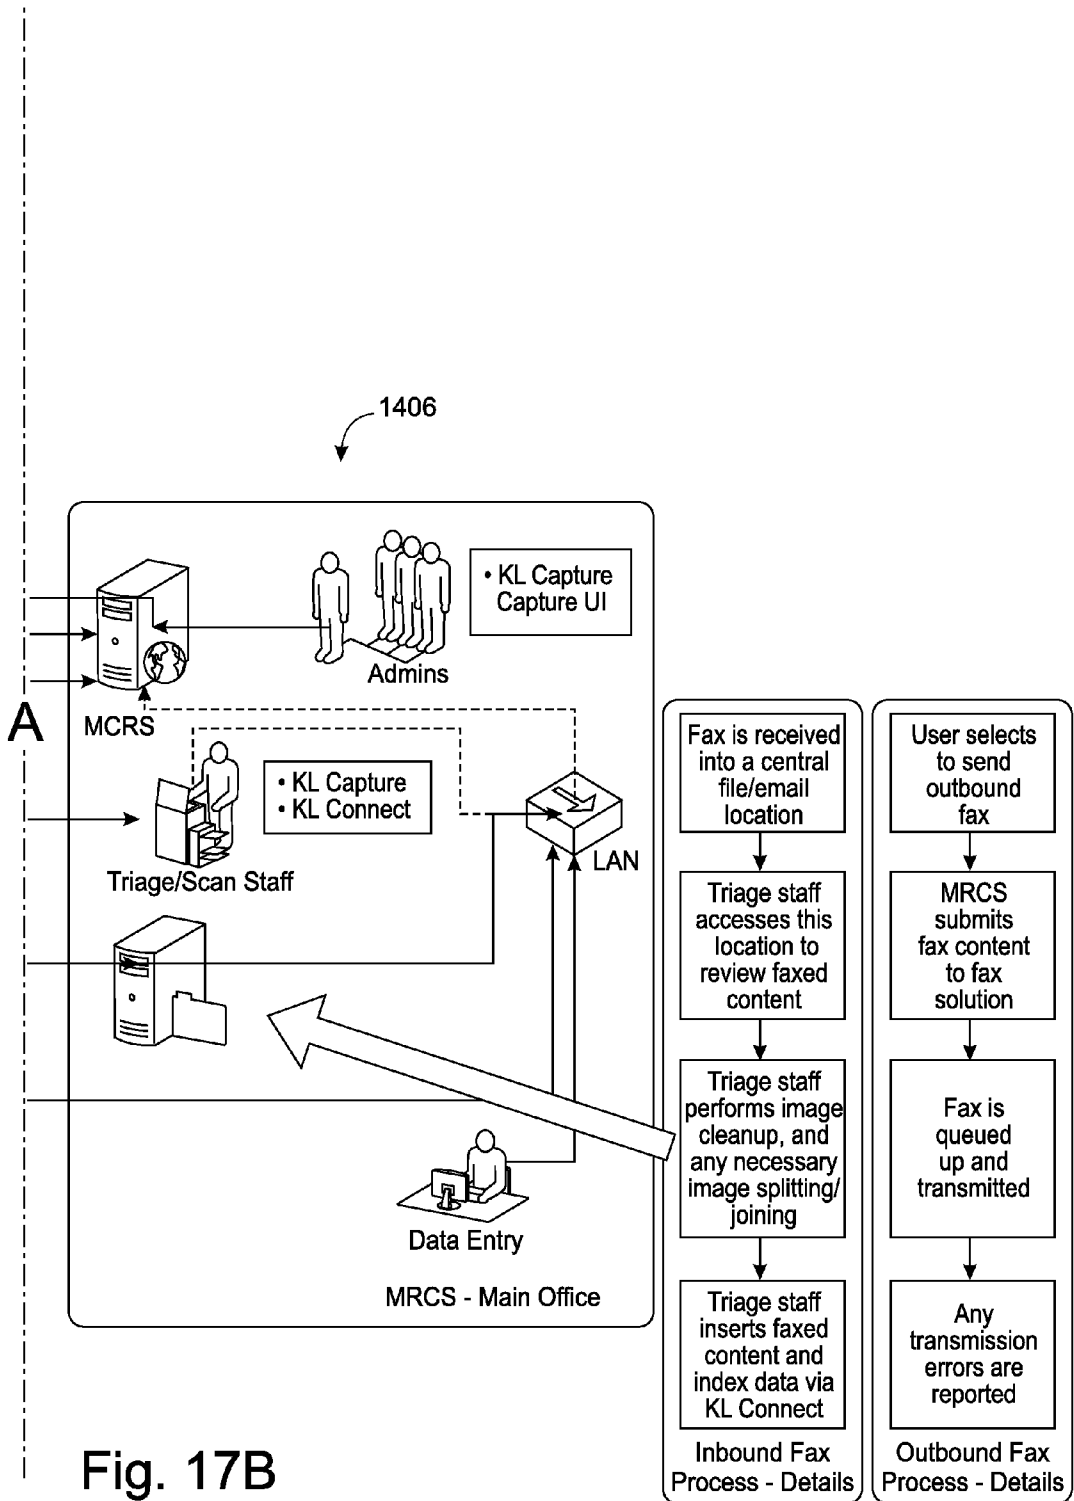 1406
• KL Capture
Capture UI
Admins
A
MCRS
• KL Capture
• KL Connect
LAN
Triage/Scan Staff
Data Entry
MRCS - Main Office
Fax is received
into a central
file/email
location
Triage staff
accesses this
location to
review faxed
content
Triage staff
performs image
cleanup, and
any necessary
image splitting/
joining
Triage staff
inserts faxed
content and
index data via
KL Connect
Inbound Fax
Process - Details
User selects
to send
outbound
fax
MRCS
submits
fax content
to fax
solution
Fax is
queued
up and
transmitted
Any
transmission
errors are
reported
Outbound Fax
Process - Details
Fig. 17B